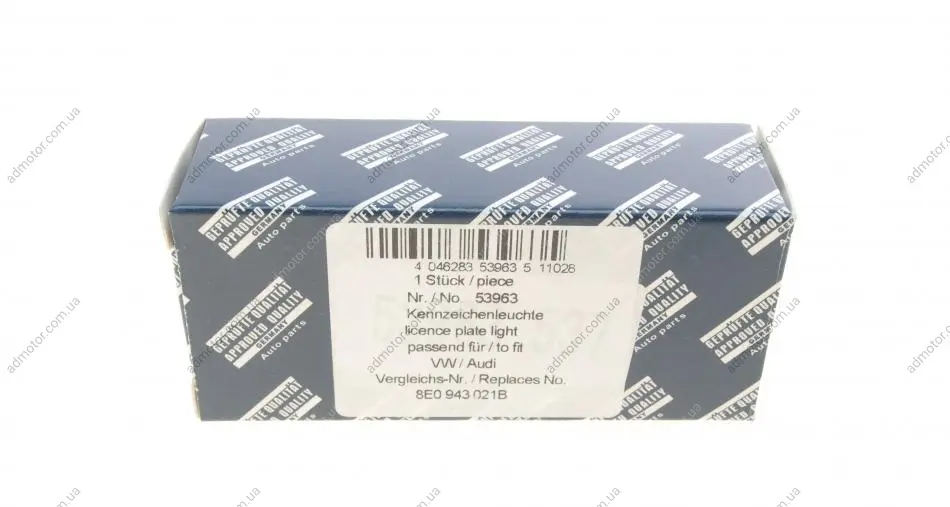 GEPRÜFTE QUALITÄT
APPROVED QUALITY
GERMANY
Auto parts
4 046283 53963 5 11028
1 Stück / piece
Nr. / No. 53963
Kennzeichenleuchte
licence plate light
passend für / to fit
VW / Audi
Vergleichs-Nr. / Replaces No.
8E0 943 021B
admotor.com.ua